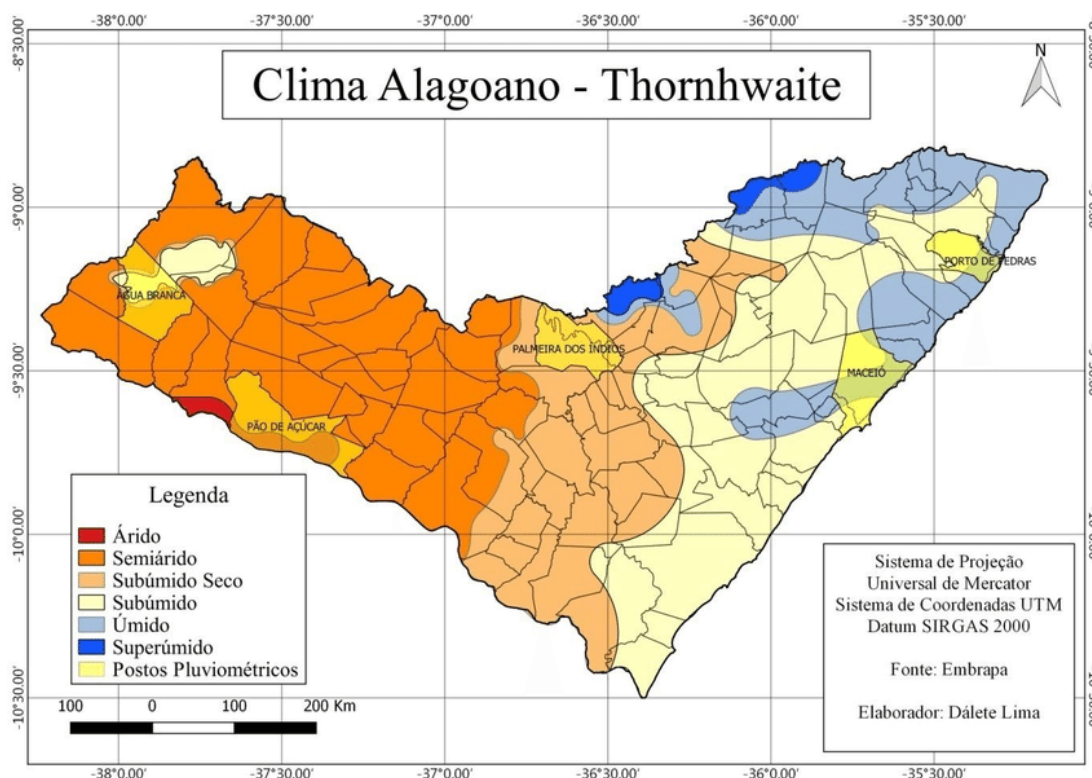 -38°0.00'
-37°30.00'
-37°0.00'
-36°30.00'
-36°0.00'
-35°30.00'
-8°30.00'
Clima Alagoano - Thornhwaite
N
-9°0.00'
PORTO DE PEDRAS
ÁGUA BRANCA
PALMEIRA DOS ÍNDIOS
-9°30.00'
MACEIÓ
PÃO DE AÇÚCAR
Legenda
Árido
Semiárido
Subúmido Seco
Subúmido
Úmido
Superúmido
Postos Pluviométricos
-10°0.00'
Sistema de Projeção
Universal de Mercator
Sistema de Coordenadas UTM
Datum SIRGAS 2000
Fonte: Embrapa
Elaborador: Dálete Lima
-10°30.00'
100 0 100 200 Km
-38°0.00'
-37°30.00'
-37°0.00'
-36°30.00'
-36°0.00'
-35°30.00'